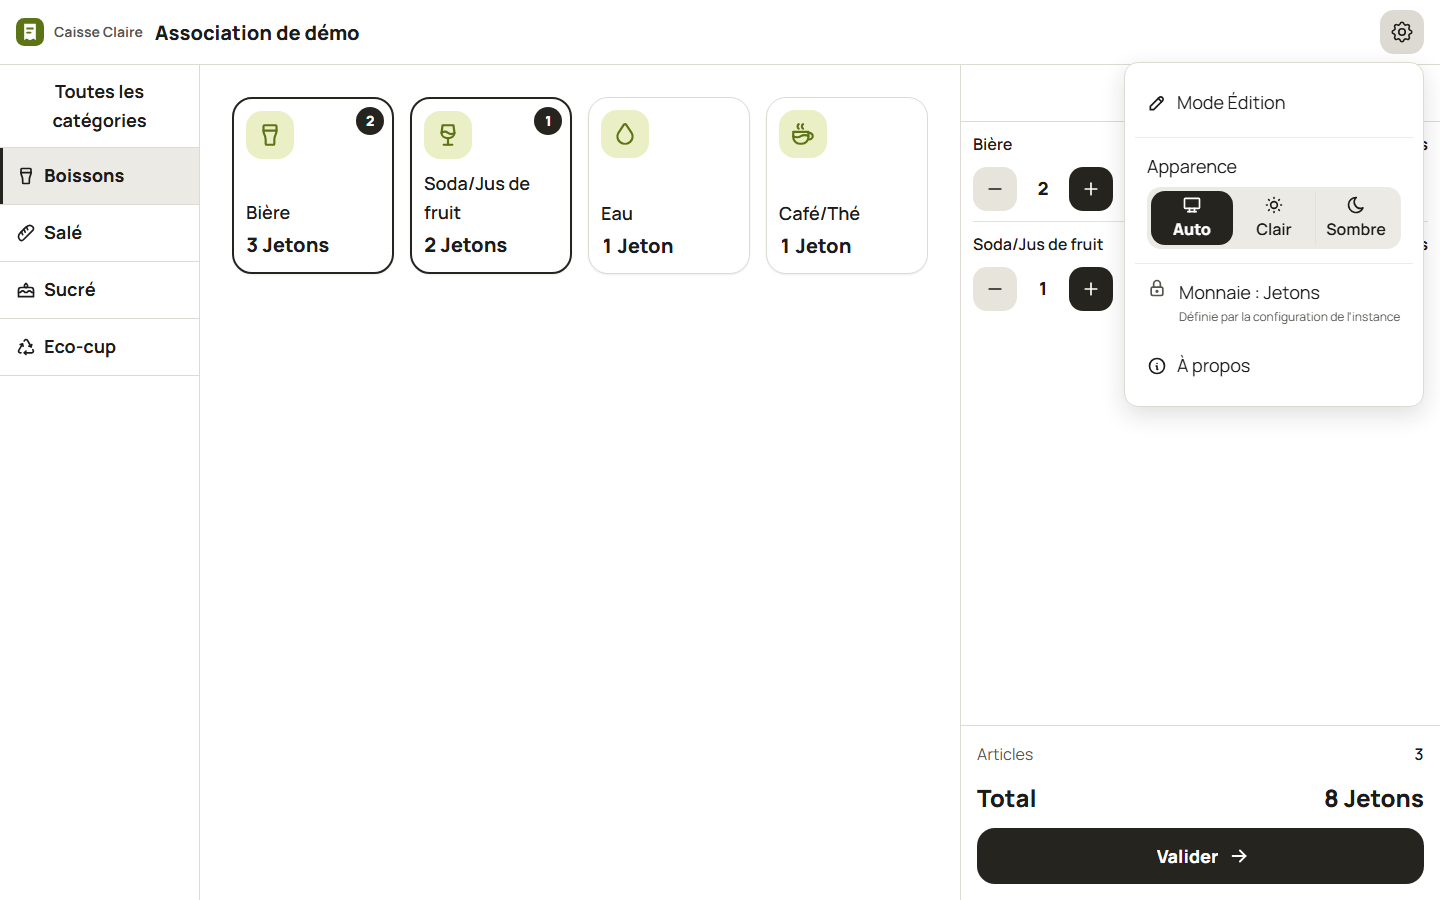 Caisse Claire Association de démo
Toutes les
catégories
Boissons
Salé
Sucré
Eco-cup
2
Bière
3 Jetons
1
Soda/Jus de
fruit
2 Jetons
Eau
1 Jeton
Café/Thé
1 Jeton
Bière
2
s
Soda/Jus de fruit
1
s
Mode Édition
Apparence
Auto Clair Sombre
Monnaie : Jetons
Définie par la configuration de l'instance
À propos
Articles 3
Total 8 Jetons
Valider